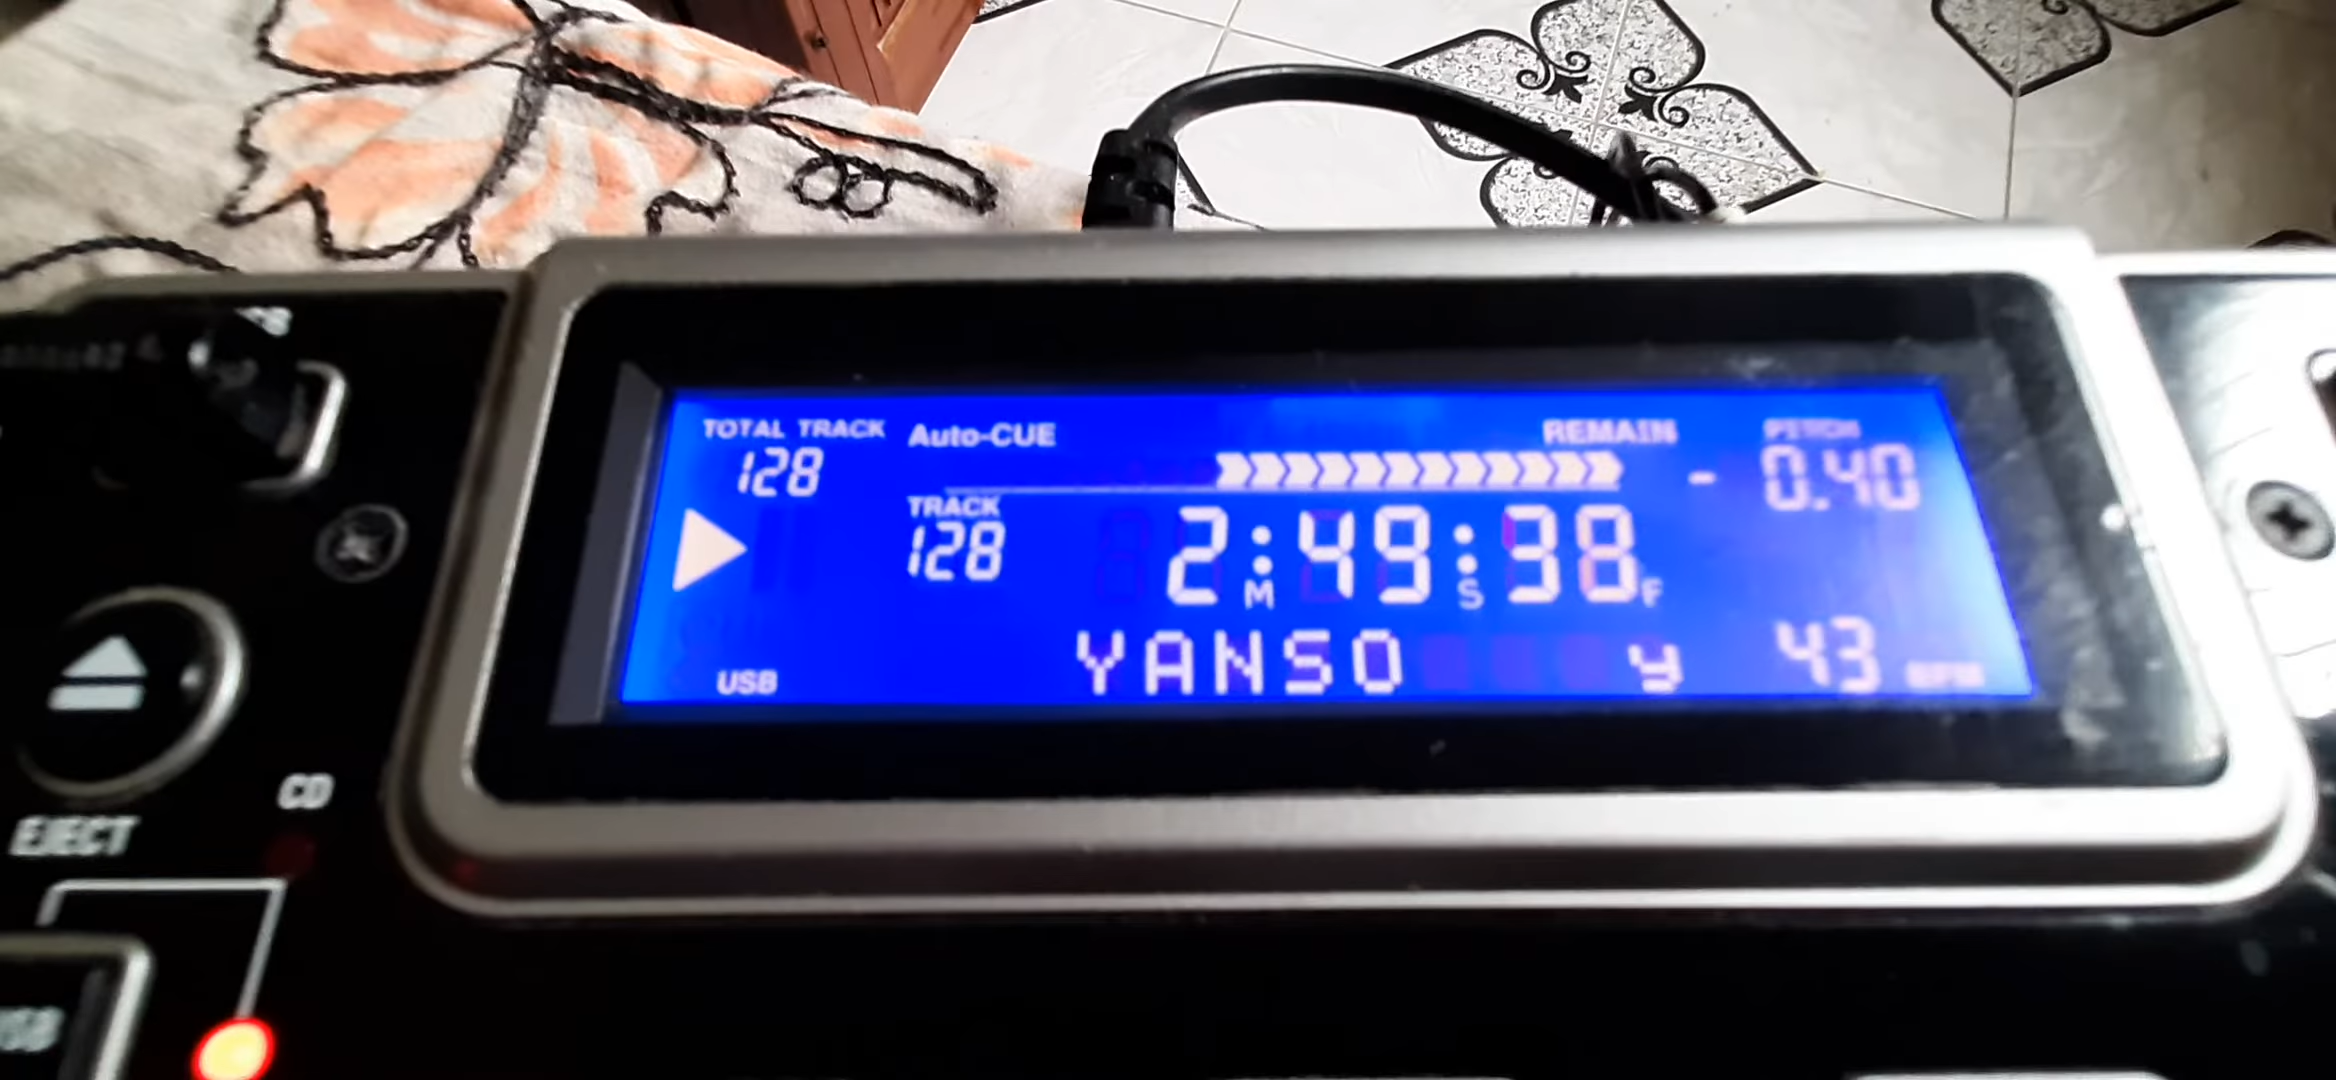 TOTAL TRACK Auto-CUE REMAIN PITCH
128 - 0.40
TRACK
128 2:49:38
M S F
YANSO y 43
USB BPM
CD
EJECT
USB